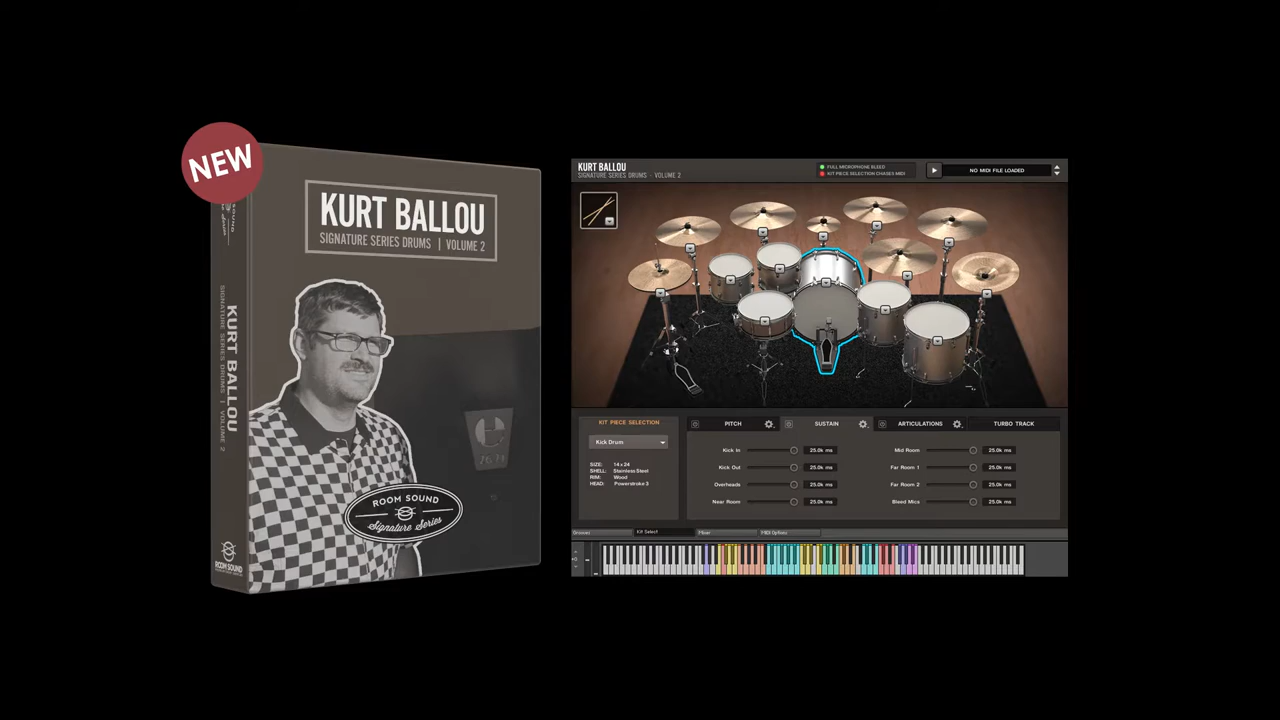 NEW
KURT BALLOU
SIGNATURE SERIES DRUMS | VOLUME 2
KURT BALLOU
SIGNATURE SERIES DRUMS | VOLUME 2
ROOM SOUND
Signature Series
ROOM SOUND
KURT BALLOU
SIGNATURE SERIES DRUMS - VOLUME 2
FULL MICROPHONE BLEED
KIT PIECE SELECTION CHASES MIDI
NO MIDI FILE LOADED
KIT PIECE SELECTION
Kick Drum
SIZE: 14 x 24
SHELL: Stainless Steel
RIM: Wood
HEAD: Powerstroke 3
PITCH
SUSTAIN
ARTICULATIONS
TURBO TRACK
Kick In 25.0k ms
Kick Out 25.0k ms
Overheads 25.0k ms
Near Room 25.0k ms
Mid Room 25.0k ms
Far Room 1 25.0k ms
Far Room 2 25.0k ms
Bleed Mics 25.0k ms
Grooves
Kit Select
Mixer
MIDI Options